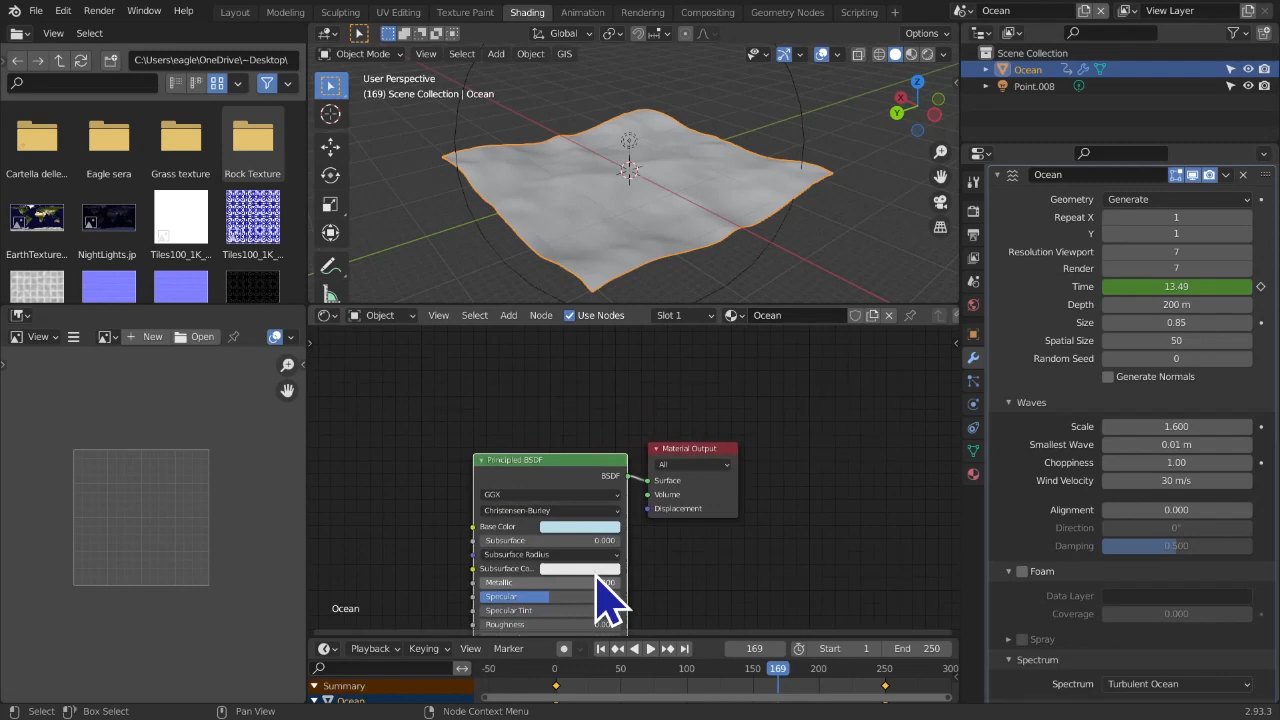 File Edit Render Window Help Layout Modeling Sculpting UV Editing Texture Paint Shading Animation Rendering Compositing Geometry Nodes Scripting + Ocean View Layer
View Select
C:\Users\eagle\OneDrive\~Desktop\
Cartella delle... Eagle sera Grass texture Rock Texture
EarthTexture... NightLights.jp Tiles100_1K_... Tiles100_1K_...
Global Options
Object Mode View Select Add Object GIS
User Perspective
(169) Scene Collection | Ocean
Z
X
Y
Scene Collection
Ocean
Point.008
Ocean
Geometry Generate
Repeat X 1
Y 1
Resolution Viewport 7
Render 7
Time 13.49
Depth 200 m
Size 0.85
Spatial Size 50
Random Seed 0
Generate Normals
Waves
Scale 1.600
Smallest Wave 0.01 m
Choppiness 1.00
Wind Velocity 30 m/s
Alignment 0.000
Direction 0°
Damping 0.500
Foam
Data Layer
Coverage 0.000
Spray
Spectrum
Spectrum Turbulent Ocean
View New Open
Object View Select Add Node Use Nodes Slot 1 Ocean
Principled BSDF
BSDF
GGX
Christensen-Burley
Base Color
Subsurface 0.000
Subsurface Radius
Subsurface Co...
Metallic
Specular
Specular Tint
Roughness
Material Output
All
Surface
Volume
Displacement
Ocean
Playback Keying View Marker 169 Start 1 End 250
-50 0 50 100 169 200 250 300
Summary
Ocean
Select Box Select Pan View Node Context Menu 2.93.3